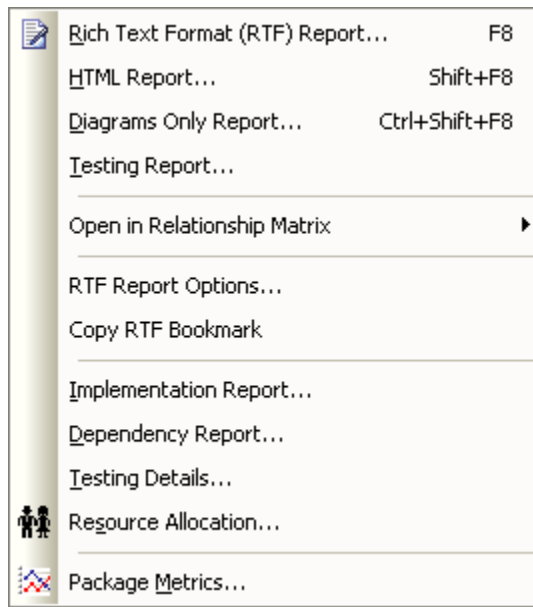 Rich Text Format (RTF) Report... F8
HTML Report... Shift+F8
Diagrams Only Report... Ctrl+Shift+F8
Testing Report...
Open in Relationship Matrix
RTF Report Options...
Copy RTF Bookmark
Implementation Report...
Dependency Report...
Testing Details...
Resource Allocation...
Package Metrics...